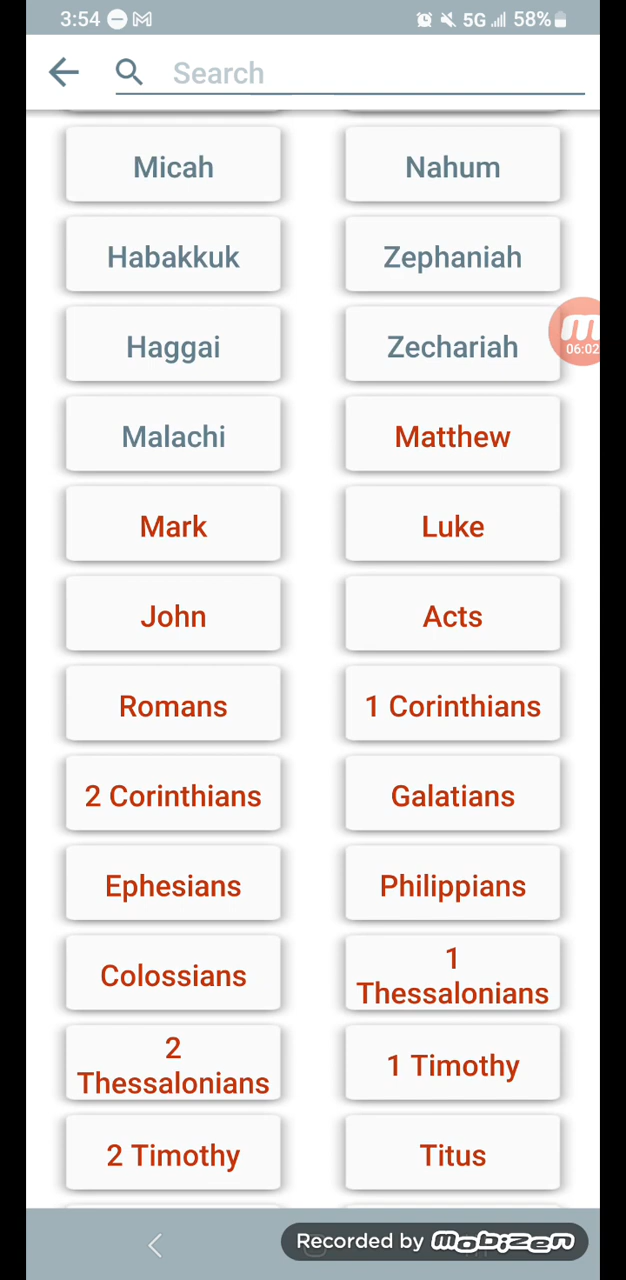 3:54 5G 58%
Search
Micah Nahum
Habakkuk Zephaniah
Haggai Zechariah
06:02
Malachi Matthew
Mark Luke
John Acts
Romans 1 Corinthians
2 Corinthians Galatians
Ephesians Philippians
Colossians 1
Thessalonians
2
Thessalonians 1 Timothy
2 Timothy Titus
Recorded by mobizen